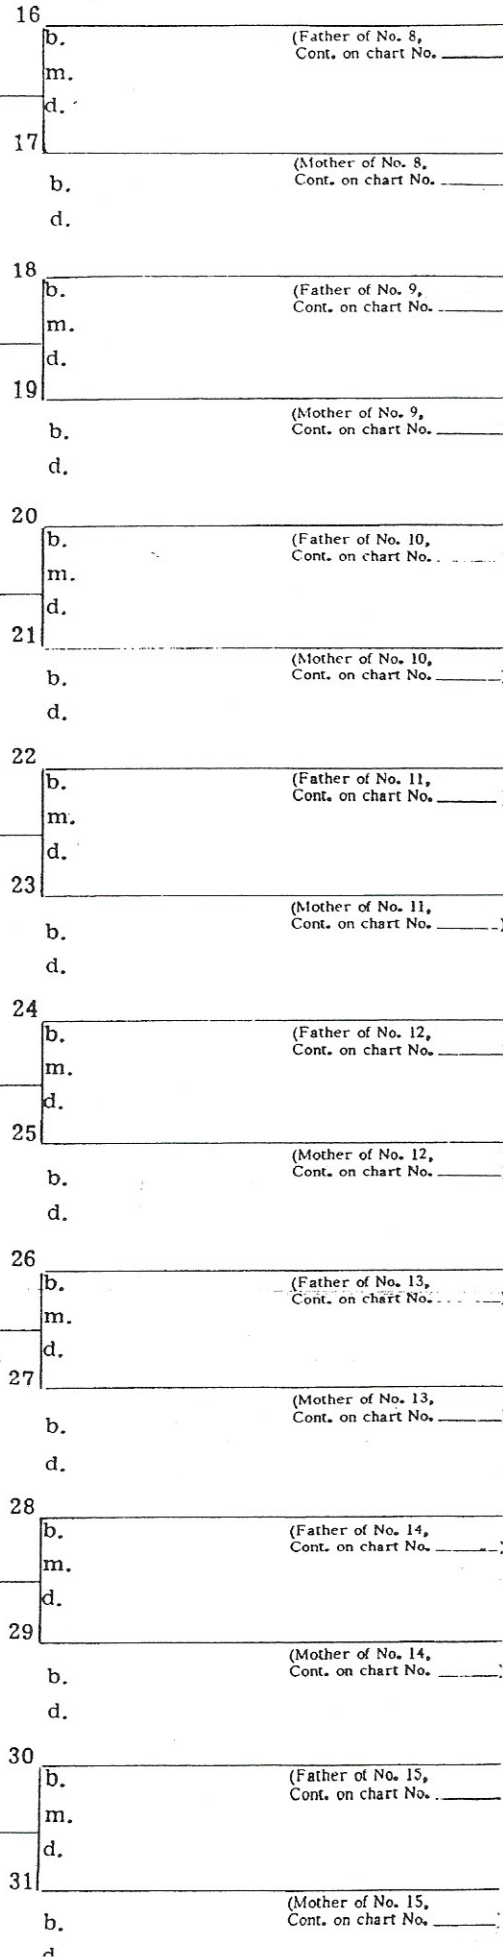 16
b. (Father of No. 8,
Cont. on chart No.
m.
d.
17
(Mother of No. 8,
b. Cont. on chart No.
d.
18
b. (Father of No. 9,
Cont. on chart No.
m.
d.
19
(Mother of No. 9,
b. Cont. on chart No.
d.
20
b. (Father of No. 10,
Cont. on chart No.
m.
d.
21
(Mother of No. 10,
b. Cont. on chart No. )
d.
22
b. (Father of No. 11,
Cont. on chart No. )
m.
d.
23
(Mother of No. 11,
b. Cont. on chart No. )
d.
24
b. (Father of No. 12,
Cont. on chart No.
m.
d.
25
(Mother of No. 12,
b. Cont. on chart No. )
d.
26
b. (Father of No. 13,
Cont. on chart No. )
m.
d.
27
(Mother of No. 13,
b. Cont. on chart No. )
d.
28
b. (Father of No. 14,
Cont. on chart No. )
m.
d.
29
(Mother of No. 14,
b. Cont. on chart No. )
d.
30
b. (Father of No. 15,
Cont. on chart No.
m.
d.
31
(Mother of No. 15,
b. Cont. on chart No. )
d